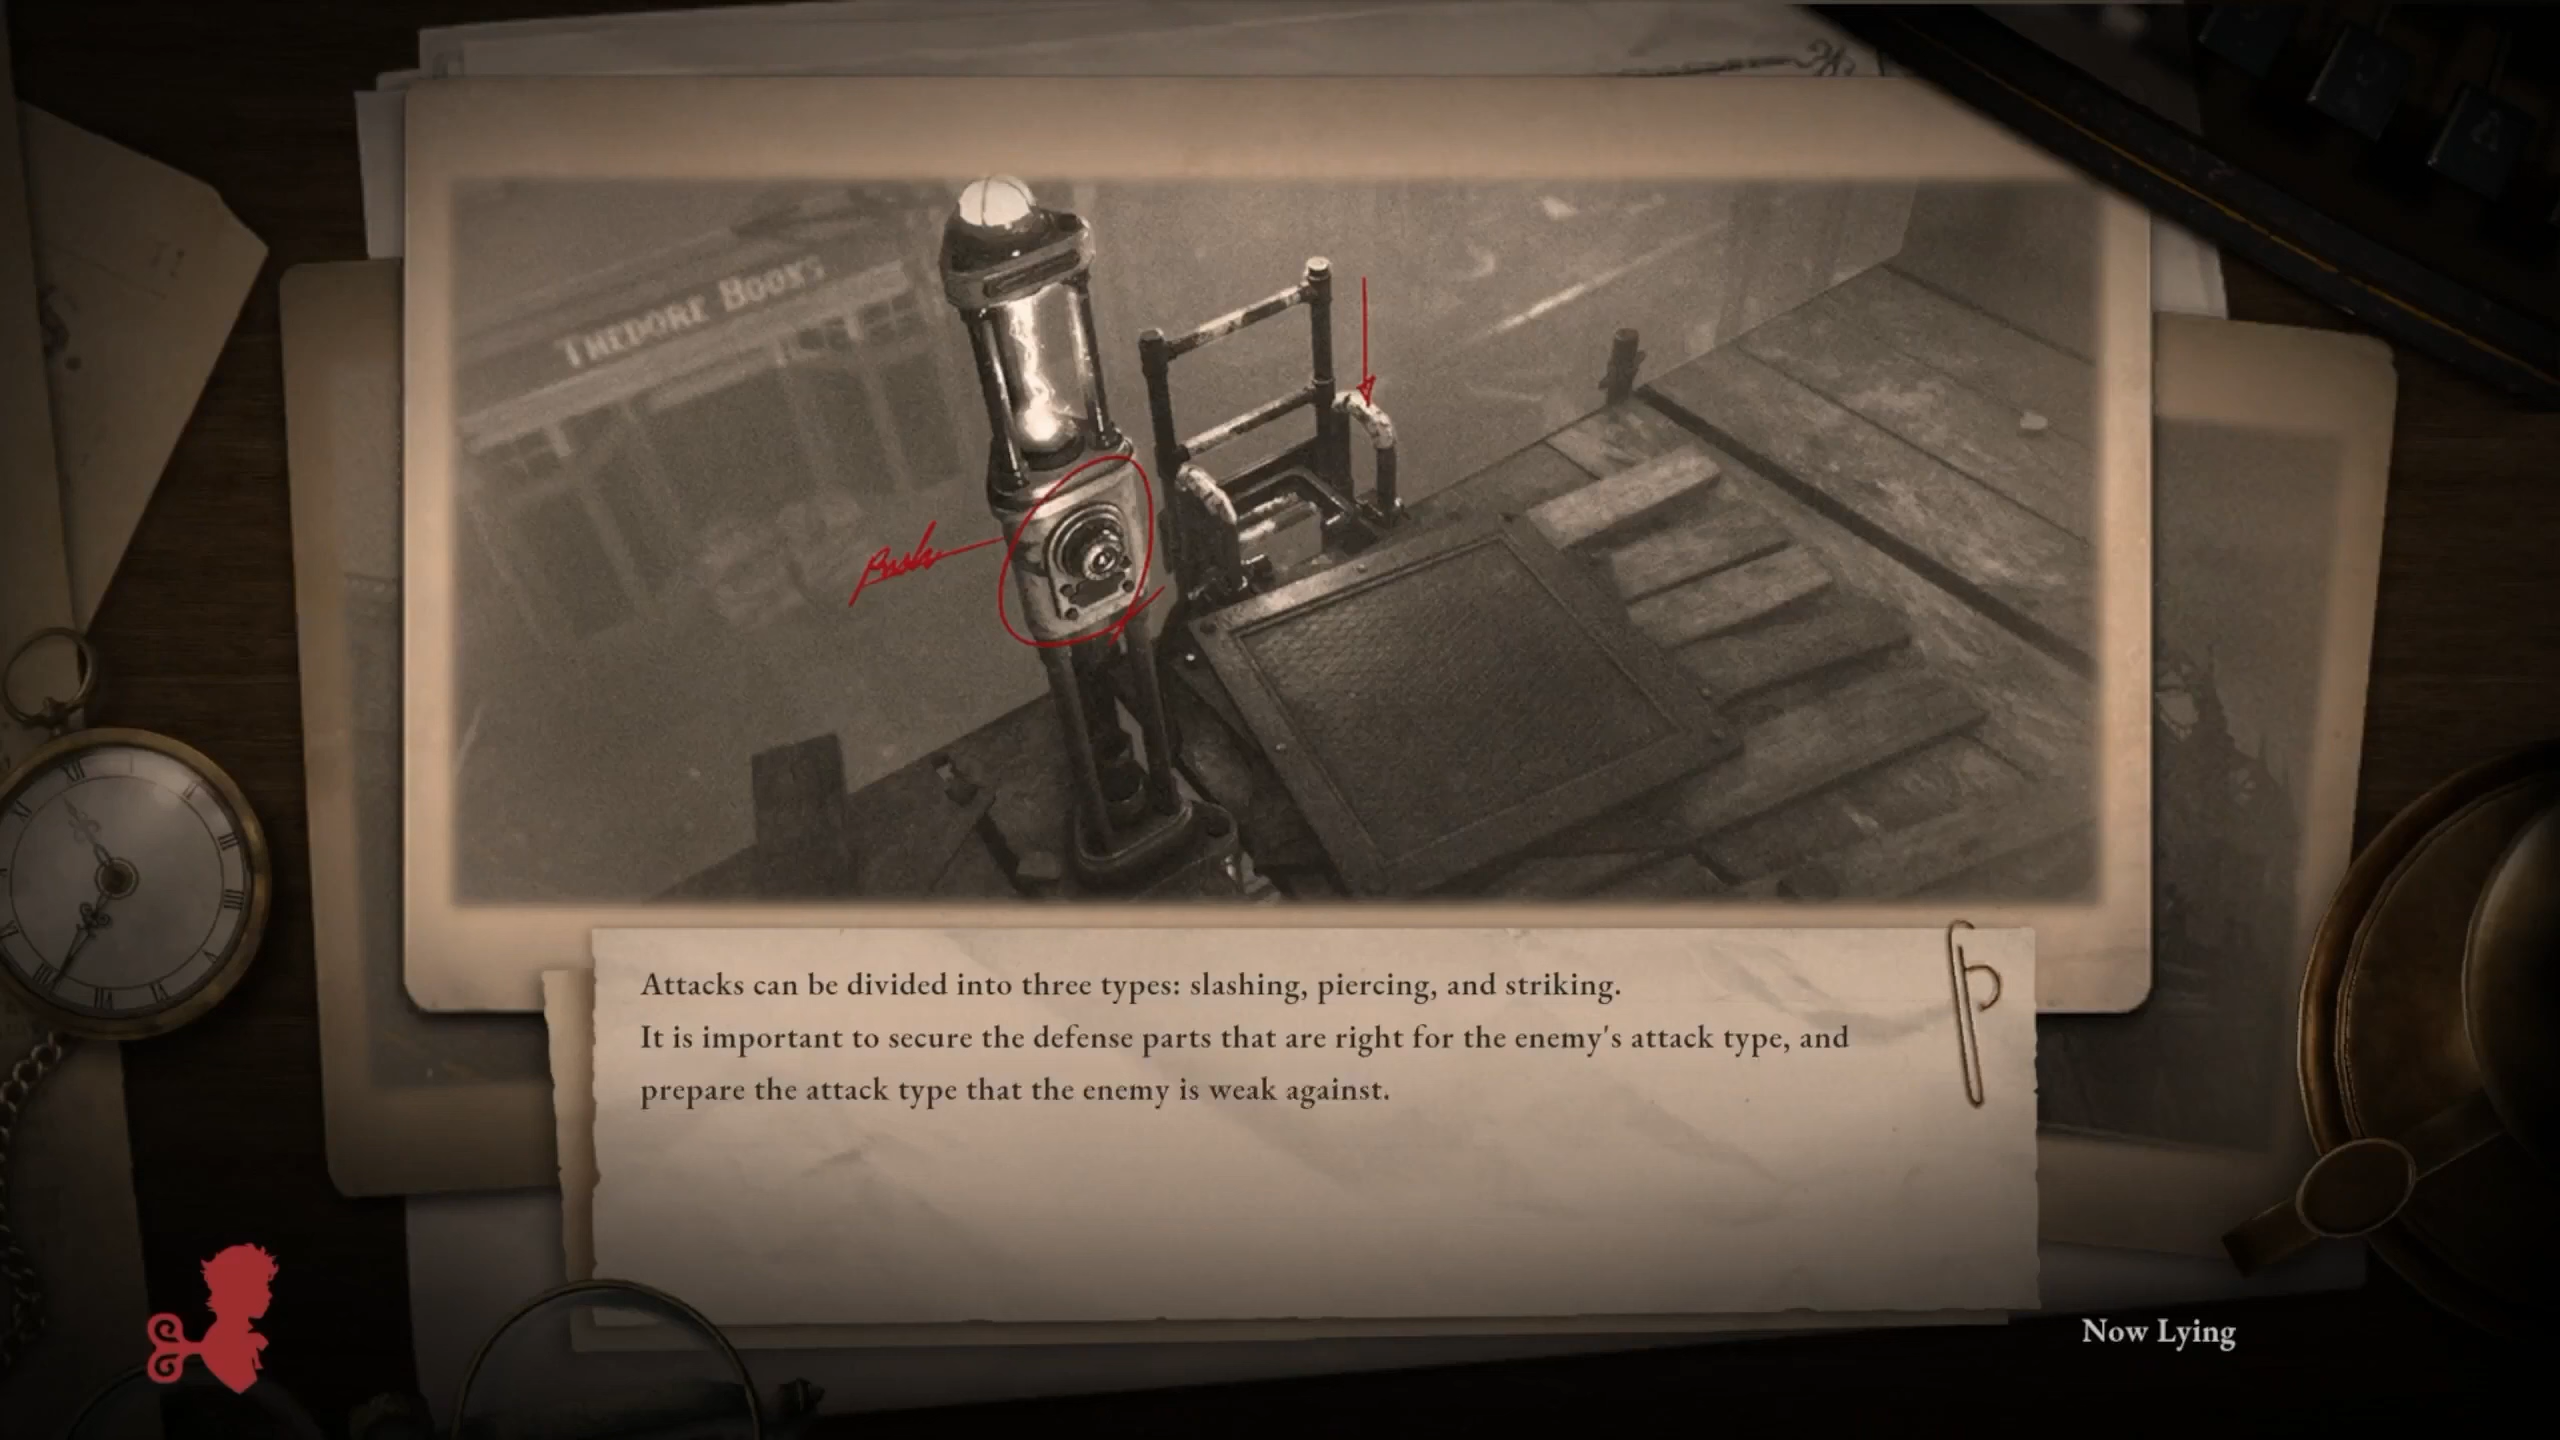 THEDORE BOOKS
Push
Attacks can be divided into three types: slashing, piercing, and striking.
It is important to secure the defense parts that are right for the enemy's attack type, and
prepare the attack type that the enemy is weak against.
Now Lying